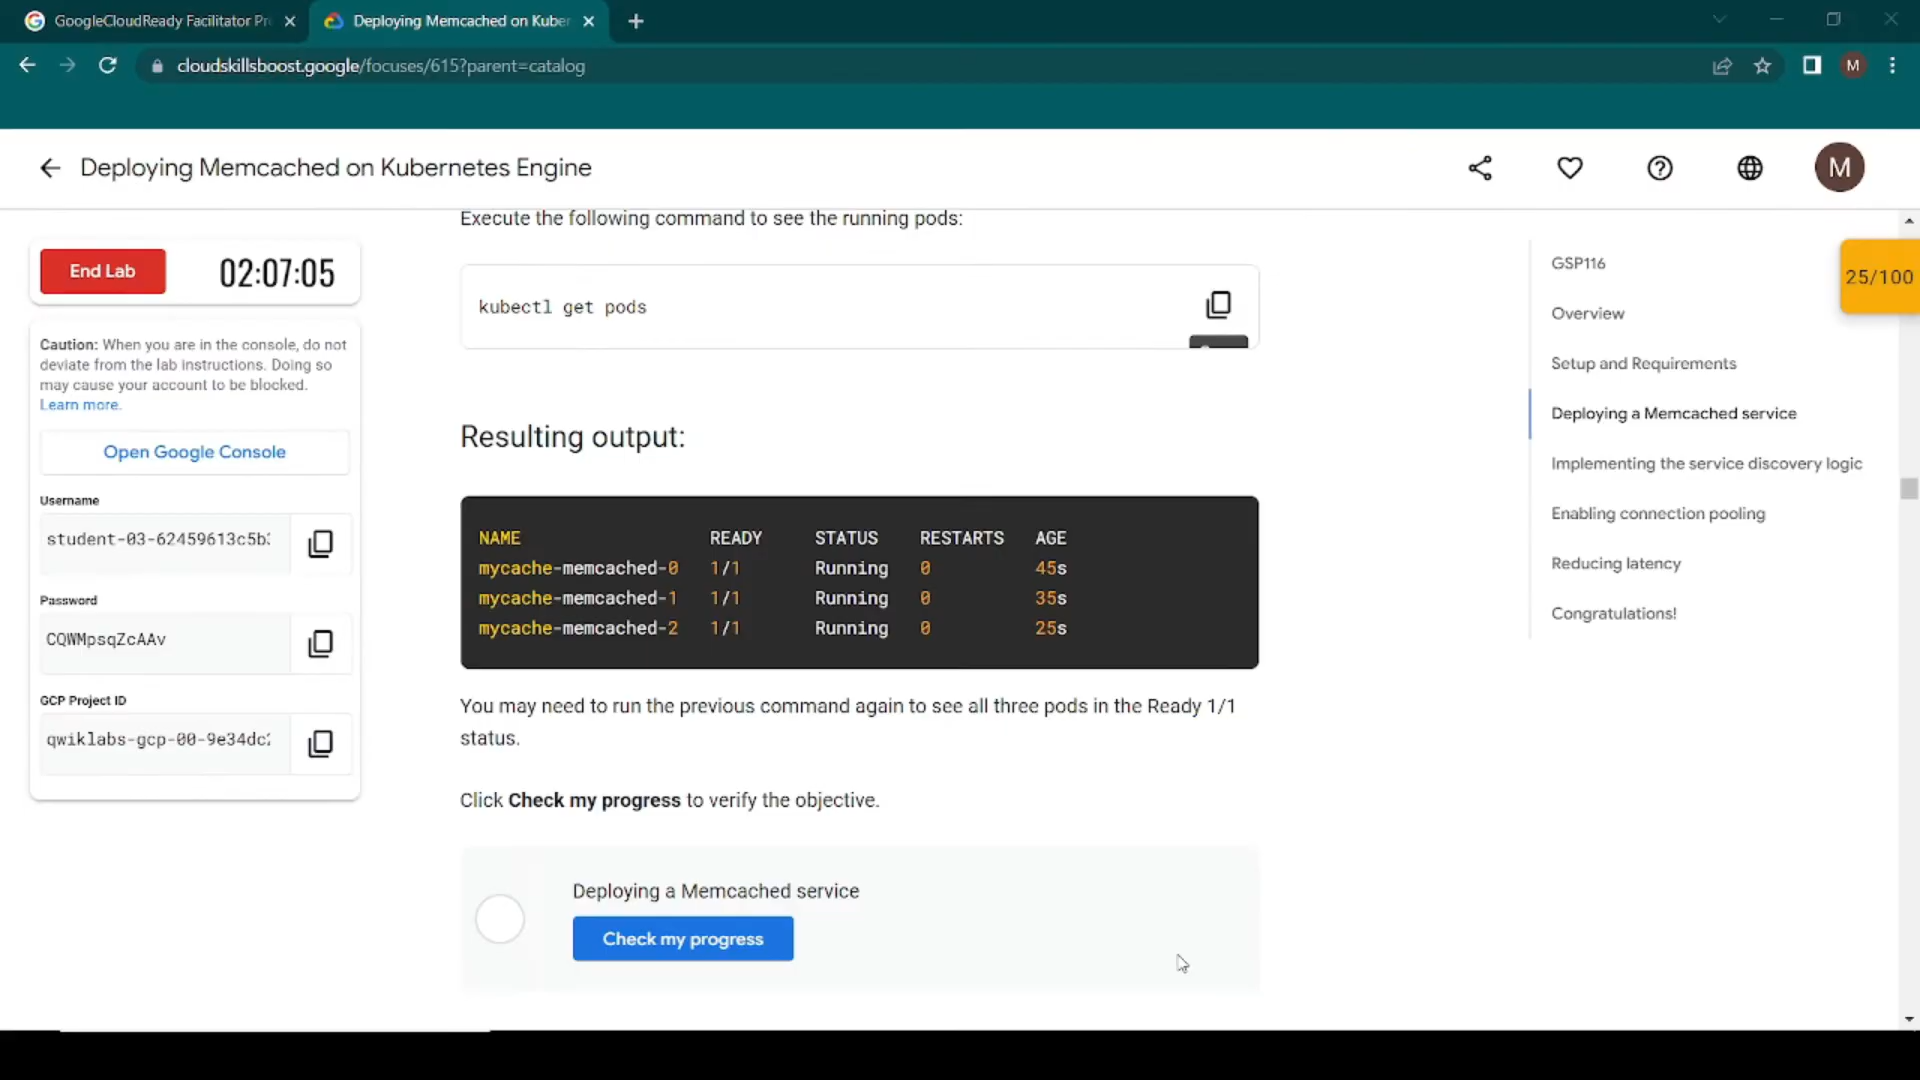 GoogleCloudReady Facilitator Pr
Deploying Memcached on Kuber
cloudskillsboost.google/focuses/615?parent=catalog
M
Deploying Memcached on Kubernetes Engine
M
Execute the following command to see the running pods:
End Lab
02:07:05
GSP116
25/100
kubectl get pods
Overview
Caution: When you are in the console, do not
deviate from the lab instructions. Doing so
may cause your account to be blocked.
Learn more.
Setup and Requirements
Deploying a Memcached service
Resulting output:
Open Google Console
Implementing the service discovery logic
Username
student-03-62459613c5b
Enabling connection pooling
NAME READY STATUS RESTARTS AGE
mycache-memcached-0 1/1 Running 0 45s
mycache-memcached-1 1/1 Running 0 35s
mycache-memcached-2 1/1 Running 0 25s
Reducing latency
Congratulations!
Password
CQWMpsqZcAAv
GCP Project ID
qwiklabs-gcp-00-9e34dc
You may need to run the previous command again to see all three pods in the Ready 1/1
status.
Click Check my progress to verify the objective.
Deploying a Memcached service
Check my progress